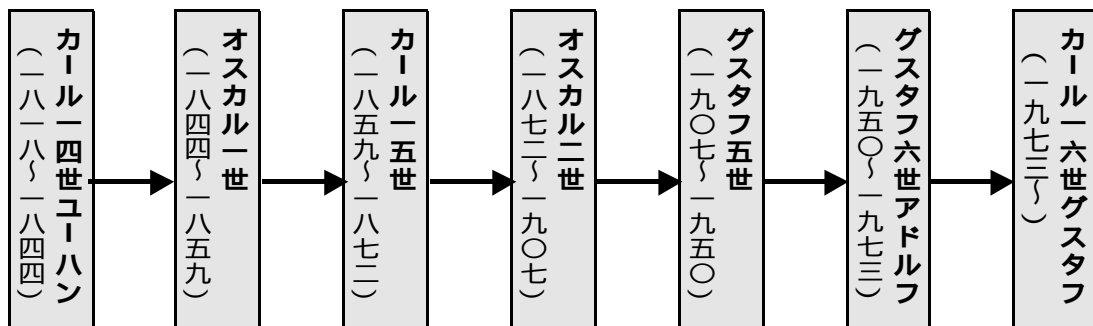 カール一四世ユーハン
（一八一八〜一八四四）
オスカル一世
（一八四四〜一八五九）
カール一五世
（一八五九〜一八七二）
オスカル二世
（一八七二〜一九〇七）
グスタフ五世
（一九〇七〜一九五〇）
グスタフ六世アドルフ
（一九五〇〜一九七三）
カール一六世グスタフ
（一九七三〜）